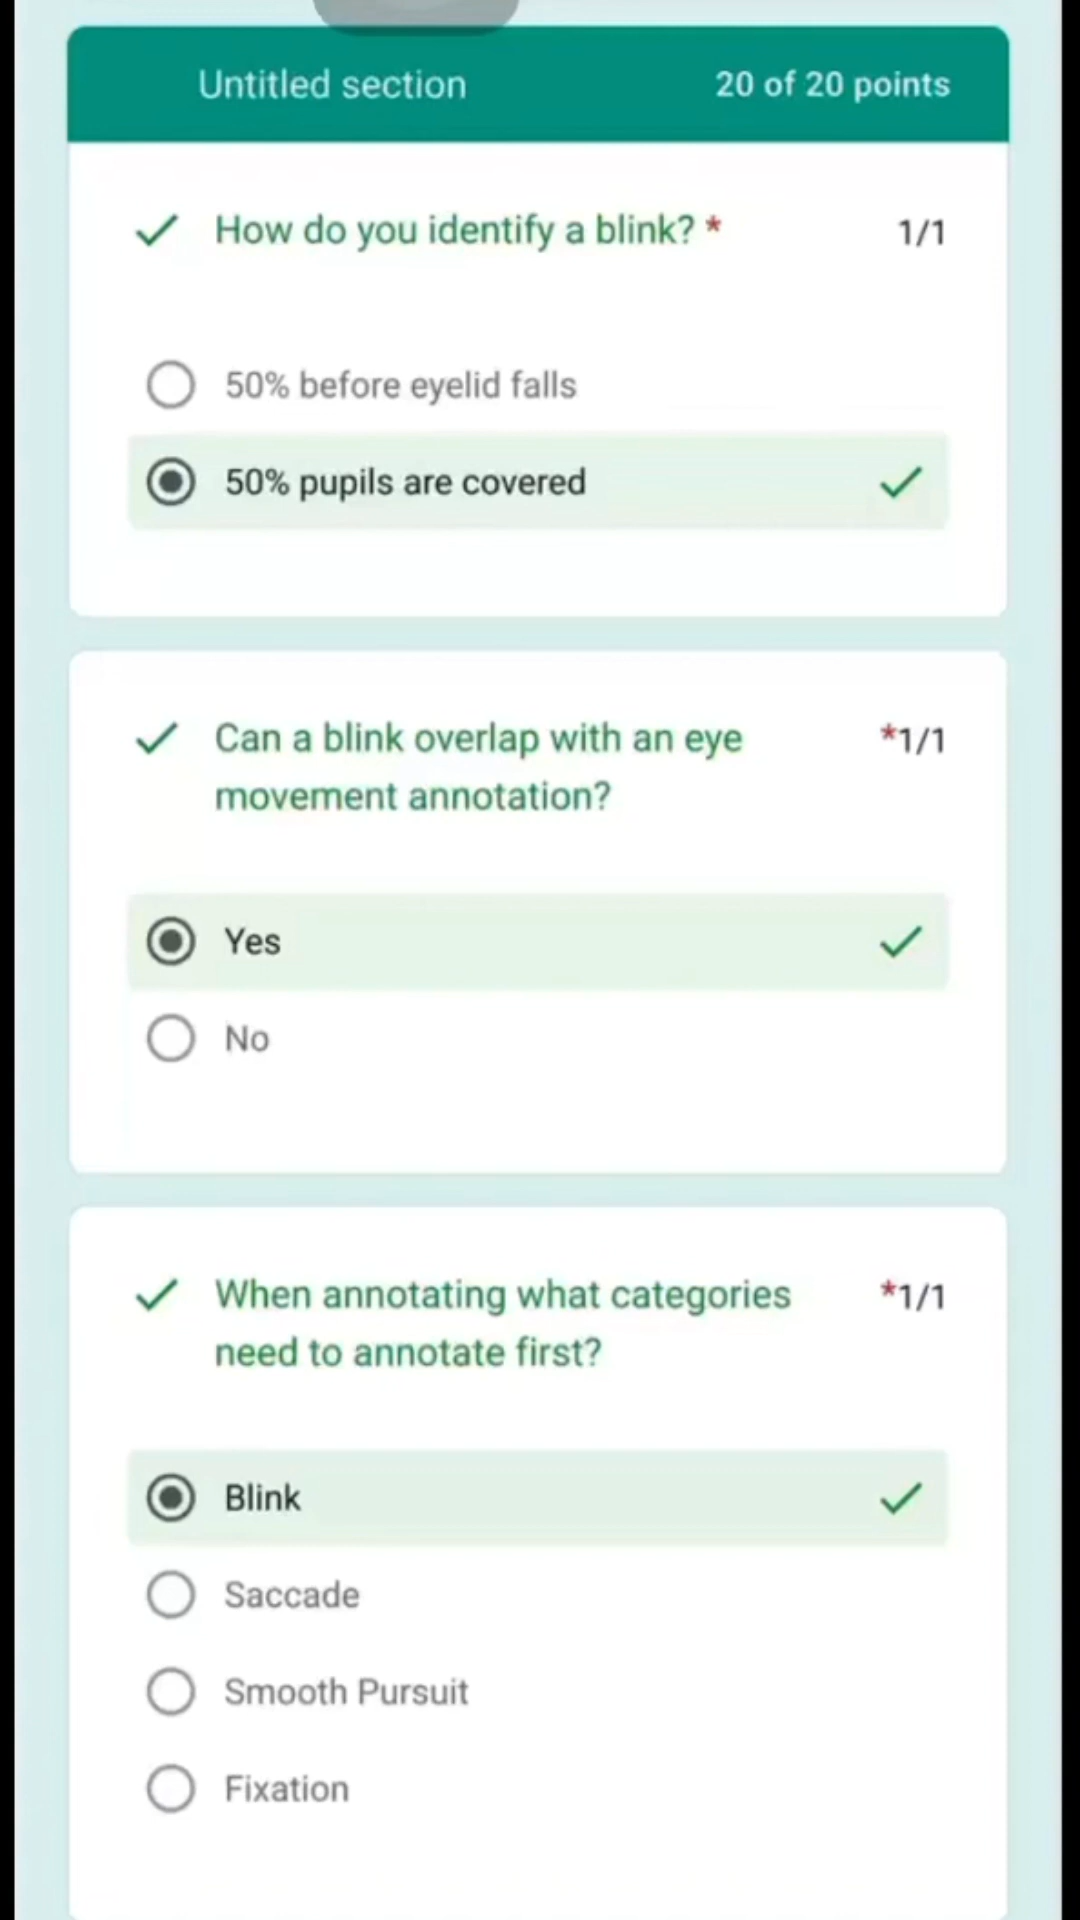 Untitled section 20 of 20 points
How do you identify a blink? * 1/1
50% before eyelid falls
50% pupils are covered
Can a blink overlap with an eye *1/1
movement annotation?
Yes
No
When annotating what categories *1/1
need to annotate first?
Blink
Saccade
Smooth Pursuit
Fixation